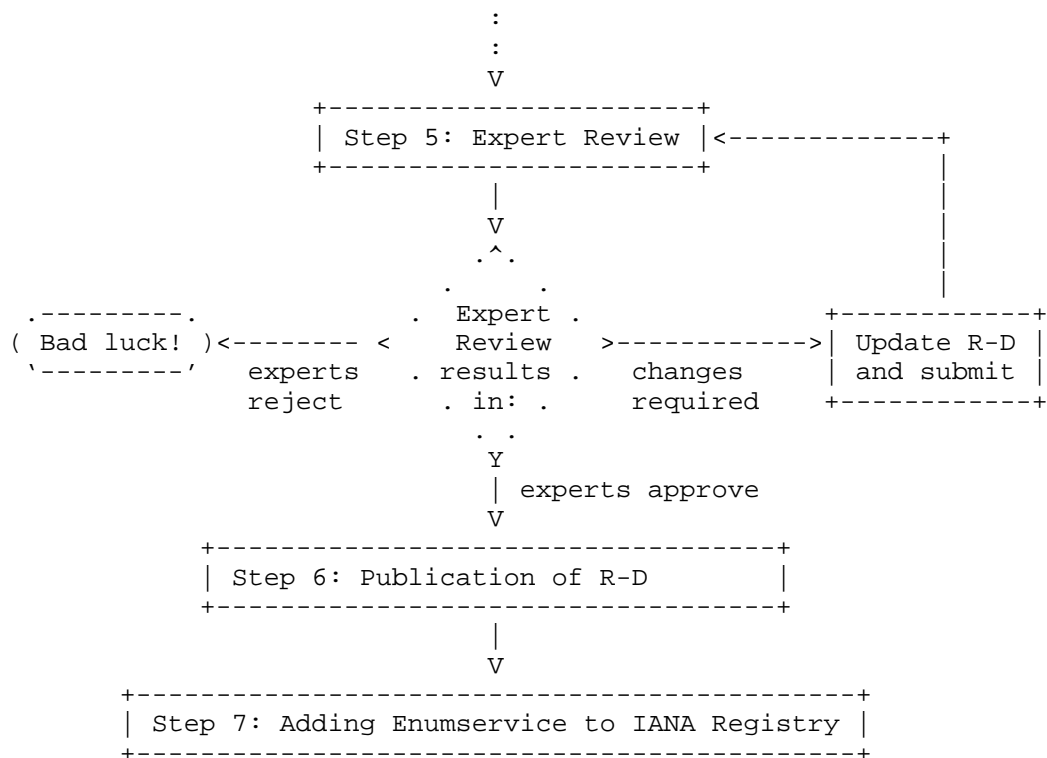 Step 5: Expert Review
Expert
Bad luck!
Review
Update R-D
experts
results
changes
and submit
reject
in:
required
experts approve
Step 6: Publication of R-D
Step 7: Adding Enumservice to IANA Registry